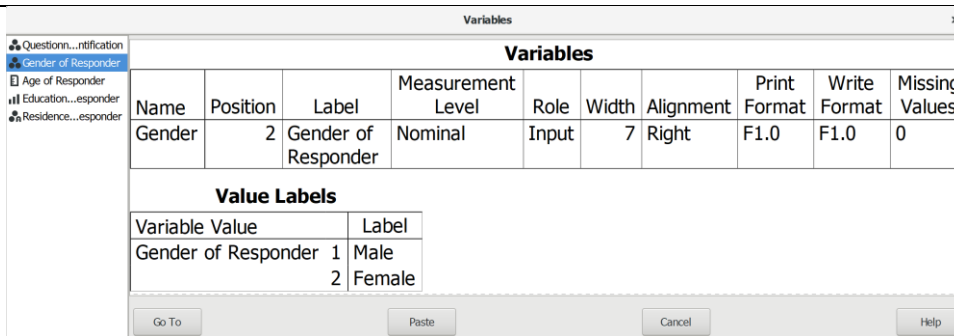 Variables
Questionn...ntification
Gender of Responder
Age of Responder
Education...esponder
Residence...esponder
Variables
Name Position Label Measurement Level Role Width Alignment Print Format Write Format Missing Values
Gender 2 Gender of Responder Nominal Input 7 Right F1.0 F1.0 0
Value Labels
Variable Value Label
Gender of Responder 1 Male
2 Female
Go To Paste Cancel Help